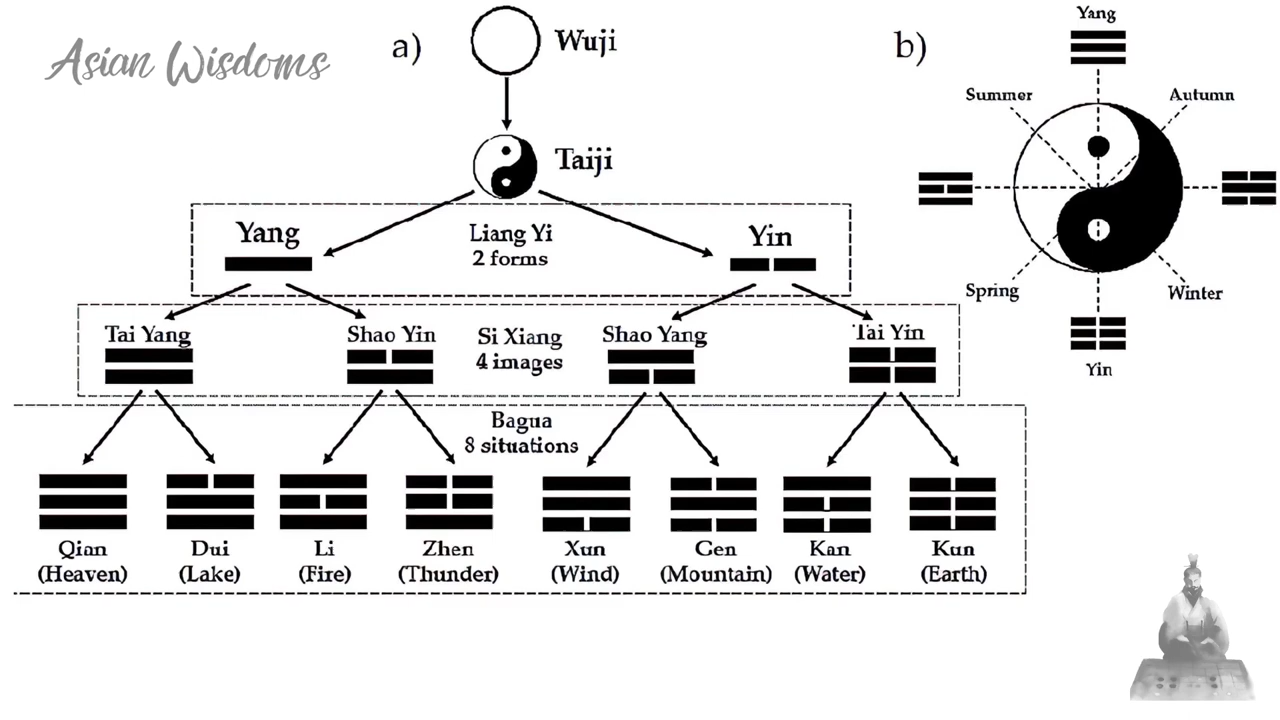 Asian Wisdoms
a)
Wuji
Taiji
Yang
Liang Yi
2 forms
Yin
Tai Yang
Shao Yin
Si Xiang
4 images
Shao Yang
Tai Yin
Bagua
8 situations
Qian
(Heaven)
Dui
(Lake)
Li
(Fire)
Zhen
(Thunder)
Xun
(Wind)
Gen
(Mountain)
Kan
(Water)
Kun
(Earth)
b)
Yang
Summer
Autumn
Spring
Winter
Yin